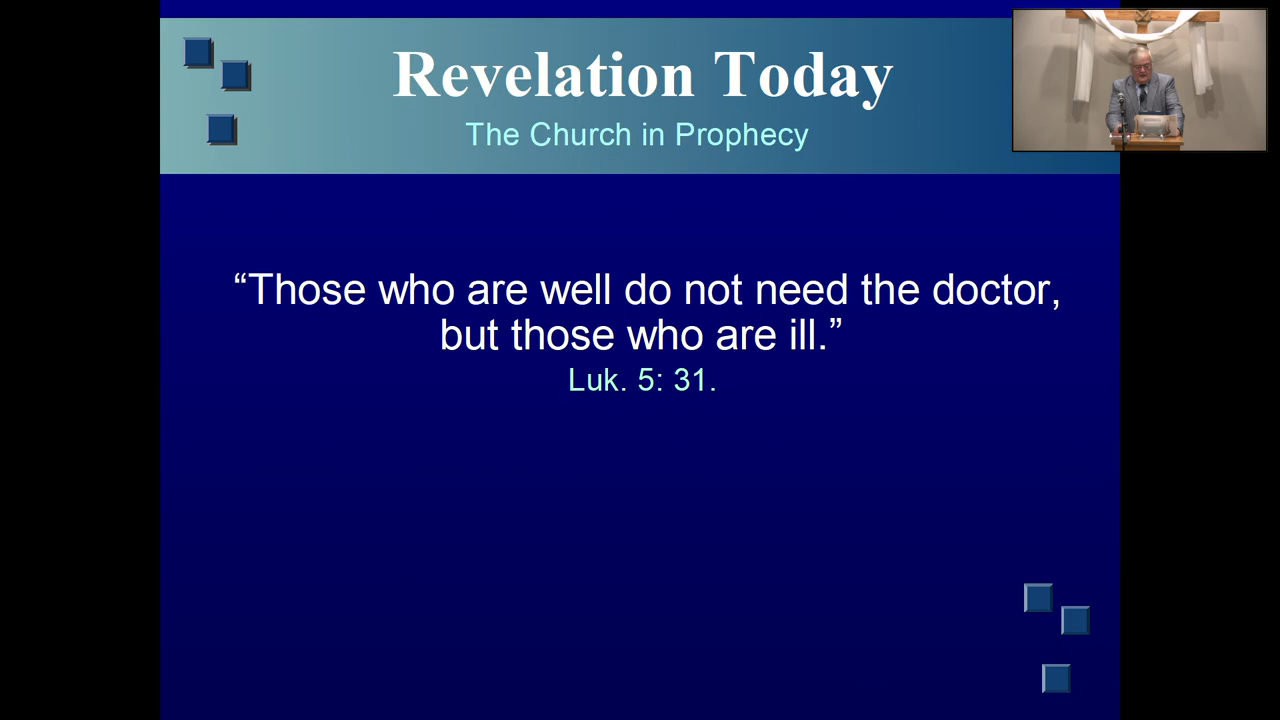 Revelation Today
The Church in Prophecy
“Those who are well do not need the doctor,
but those who are ill.”
Luk. 5: 31.